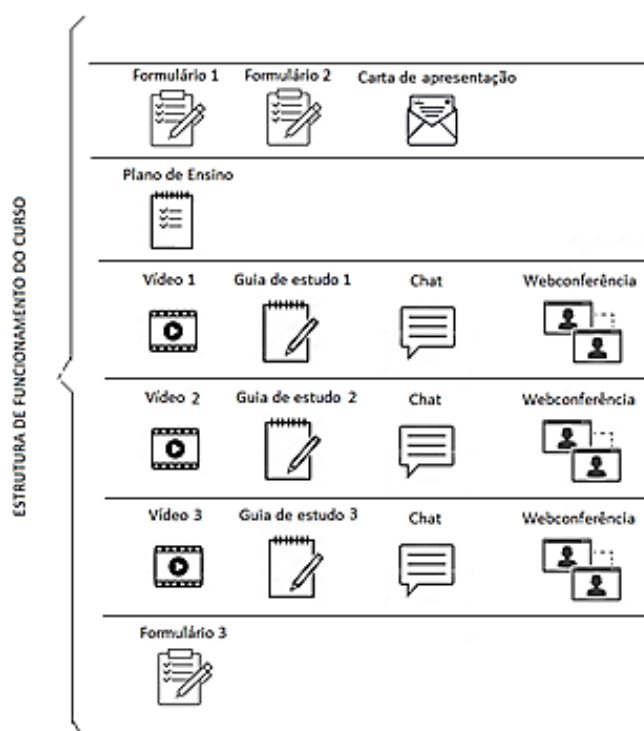 ESTRUTURA DE FUNCIONAMENTO DO CURSO
Formulário 1 Formulário 2 Carta de apresentação
Plano de Ensino
Vídeo 1 Guia de estudo 1 Chat Webconferência
Vídeo 2 Guia de estudo 2 Chat Webconferência
Vídeo 3 Guia de estudo 3 Chat Webconferência
Formulário 3